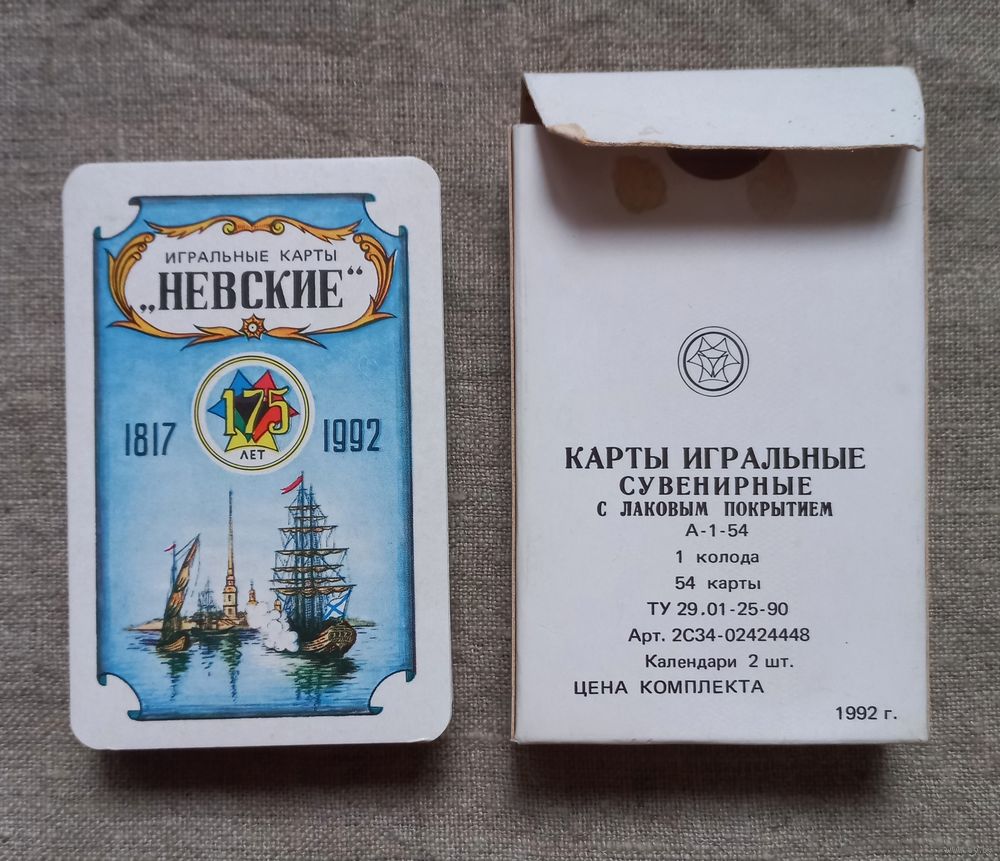 ИГРАЛЬНЫЕ КАРТЫ
„НЕВСКИЕ“
175
ЛЕТ
1817 1992
КАРТЫ ИГРАЛЬНЫЕ
СУВЕНИРНЫЕ
С ЛАКОВЫМ ПОКРЫТИЕМ
А-1-54
1 колода
54 карты
ТУ 29.01-25-90
Арт. 2С34-02424448
Календари 2 шт.
ЦЕНА КОМПЛЕКТА
1992 г.